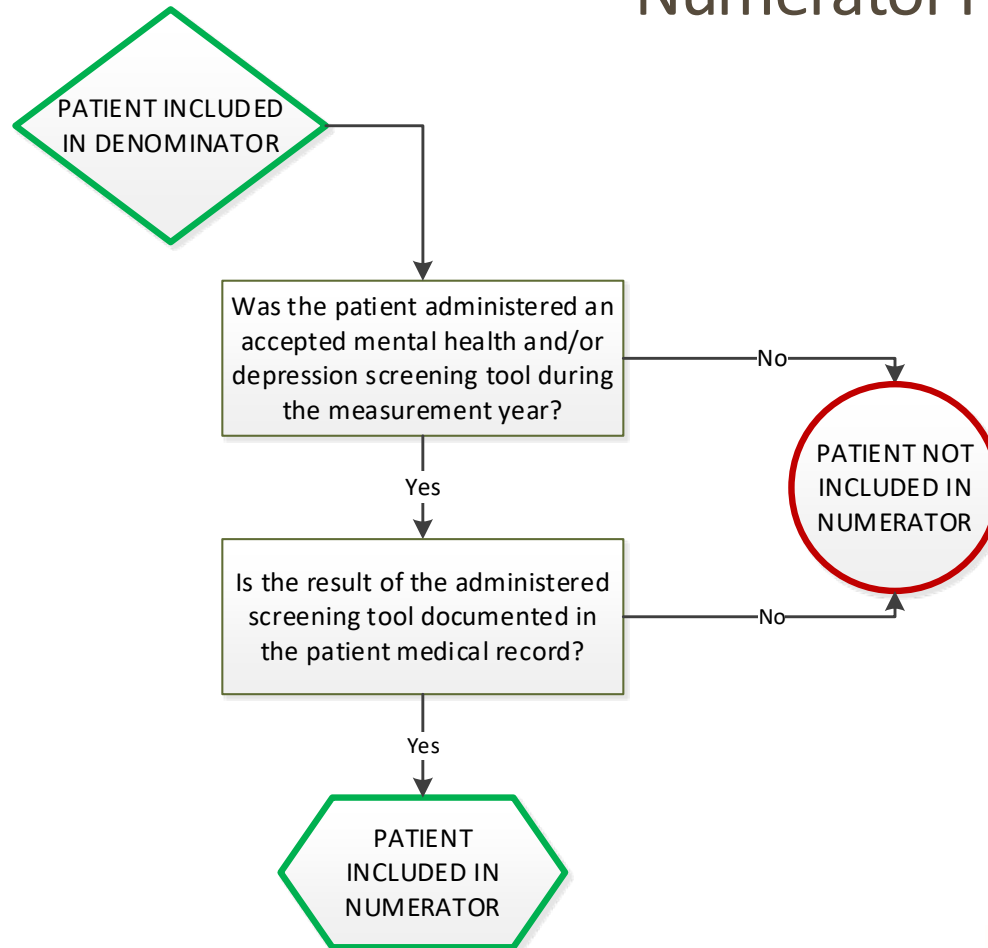 Numerator
PATIENT INCLUDED
IN DENOMINATOR
Was the patient administered an
accepted mental health and/or
depression screening tool during
the measurement year?
No
PATIENT NOT
INCLUDED IN
NUMERATOR
Yes
Is the result of the administered
screening tool documented in
the patient medical record?
No
Yes
PATIENT
INCLUDED IN
NUMERATOR